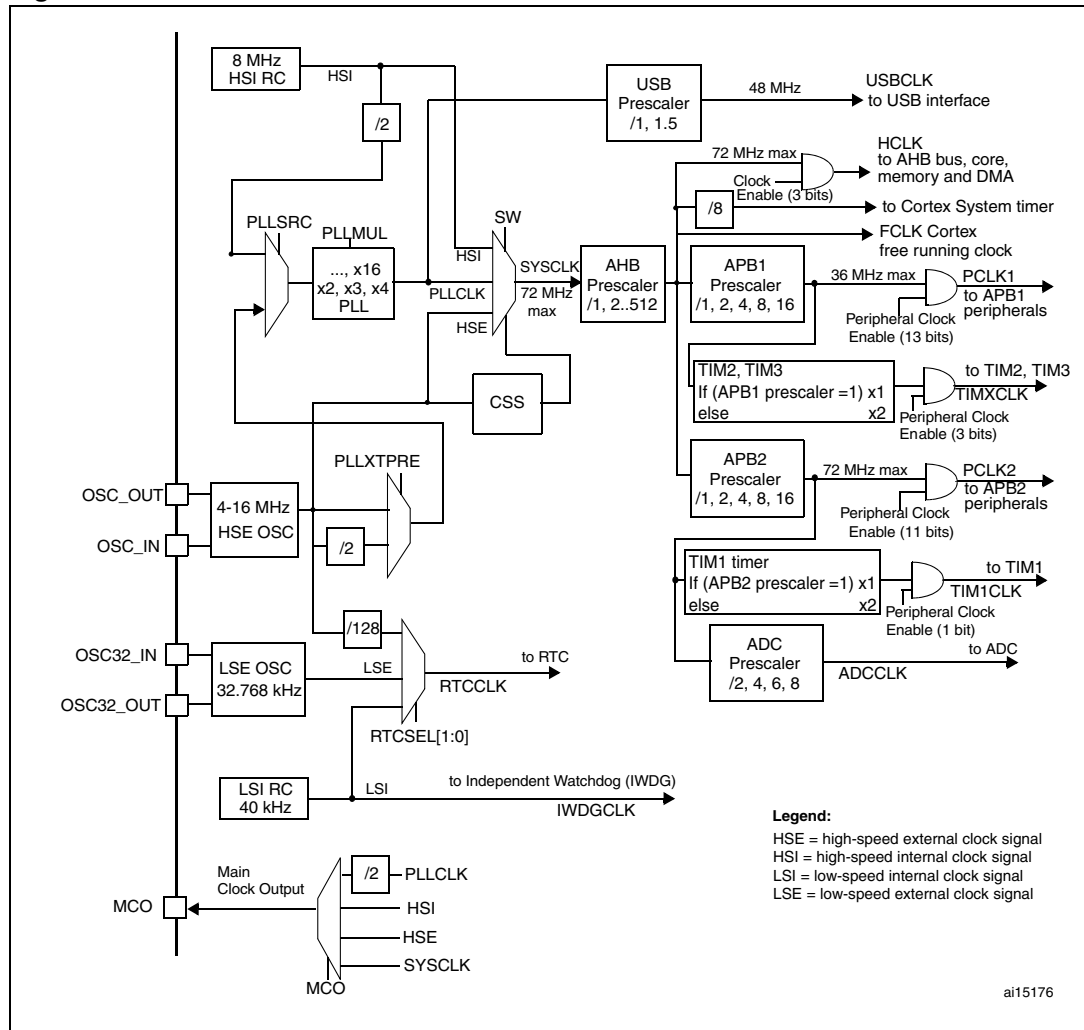 8 MHz
HSI RC
HSI
/2
USB
Prescaler
/1, 1.5
48 MHz
USBCLK
to USB interface
72 MHz max
Clock
Enable (3 bits)
HCLK
to AHB bus, core,
memory and DMA
/8
to Cortex System timer
FCLK Cortex
free running clock
PLLSRC
PLLMUL
..., x16
x2, x3, x4
PLL
SW
HSI
PLLCLK
HSE
SYSCLK
72 MHz
max
AHB
Prescaler
/1, 2..512
APB1
Prescaler
/1, 2, 4, 8, 16
36 MHz max
PCLK1
to APB1
peripherals
Peripheral Clock
Enable (13 bits)
TIM2, TIM3
If (APB1 prescaler =1) x1
else x2
to TIM2, TIM3
TIMXCLK
Peripheral Clock
Enable (3 bits)
CSS
PLLXTPRE
OSC_OUT
OSC_IN
4-16 MHz
HSE OSC
/2
APB2
Prescaler
/1, 2, 4, 8, 16
72 MHz max
PCLK2
to APB2
peripherals
Peripheral Clock
Enable (11 bits)
TIM1 timer
If (APB2 prescaler =1) x1
else x2
to TIM1
TIM1CLK
Peripheral Clock
Enable (1 bit)
/128
OSC32_IN
OSC32_OUT
LSE OSC
32.768 kHz
LSE
to RTC
RTCCLK
RTCSEL[1:0]
ADC
Prescaler
/2, 4, 6, 8
to ADC
ADCCLK
LSI RC
40 kHz
LSI
to Independent Watchdog (IWDG)
IWDGCLK
Legend:
HSE = high-speed external clock signal
HSI = high-speed internal clock signal
LSI = low-speed internal clock signal
LSE = low-speed external clock signal
Main
Clock Output
MCO
/2
PLLCLK
HSI
HSE
SYSCLK
MCO
ai15176